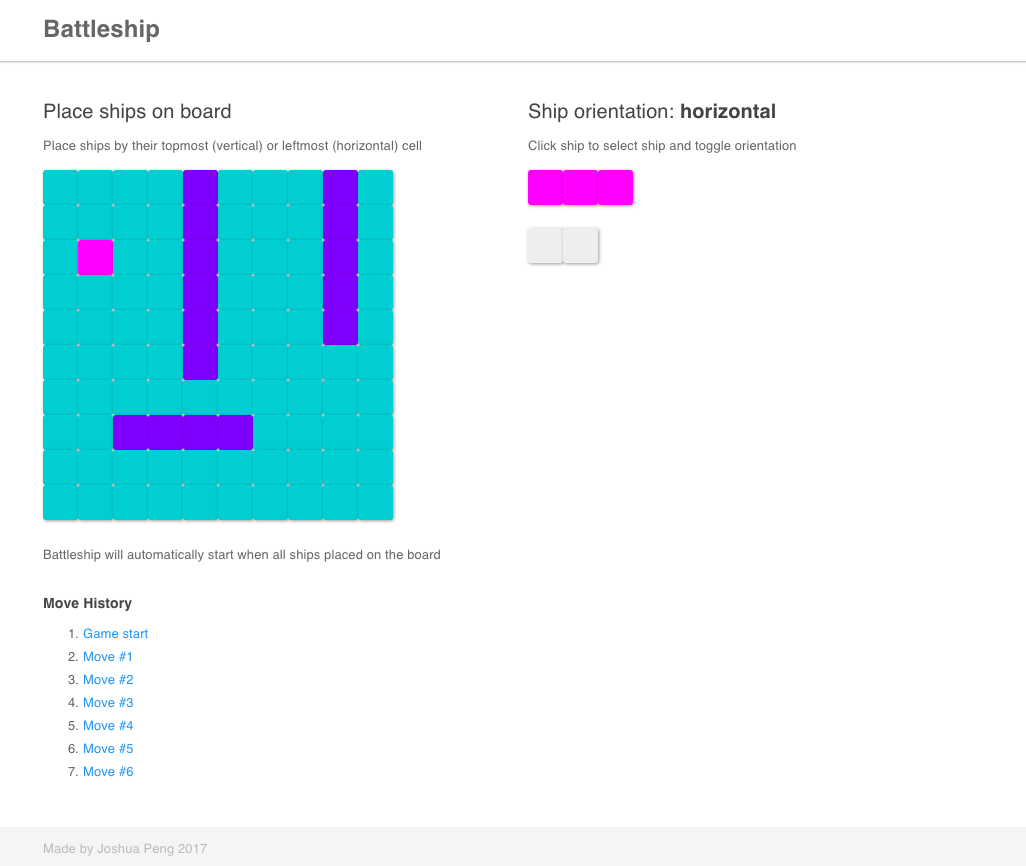 Battleship
Place ships on board
Place ships by their topmost (vertical) or leftmost (horizontal) cell
Ship orientation: horizontal
Click ship to select ship and toggle orientation
Battleship will automatically start when all ships placed on the board
Move History
1. Game start
2. Move #1
3. Move #2
4. Move #3
5. Move #4
6. Move #5
7. Move #6
Made by Joshua Peng 2017